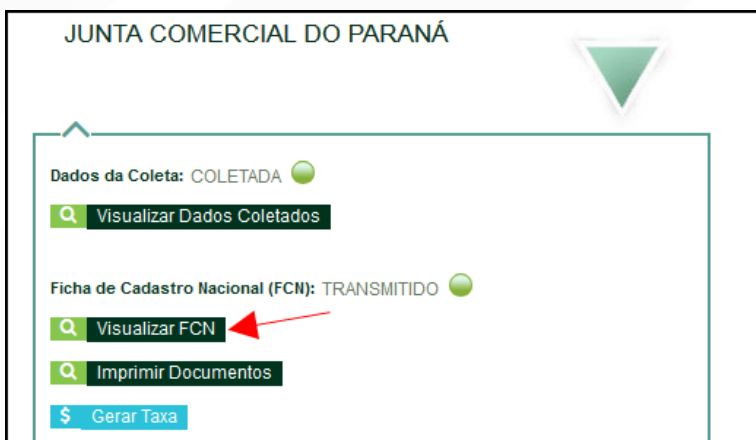 JUNTA COMERCIAL DO PARANÁ
Dados da Coleta: COLETADA
Visualizar Dados Coletados
Ficha de Cadastro Nacional (FCN): TRANSMITIDO
Visualizar FCN
Imprimir Documentos
$ Gerar Taxa